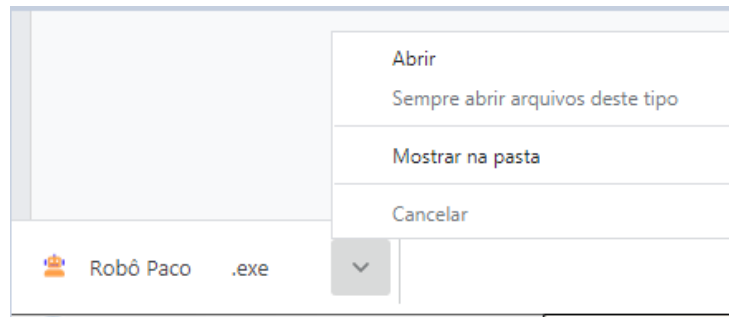 Abrir
Sempre abrir arquivos deste tipo
Mostrar na pasta
Cancelar
Robô Paco .exe